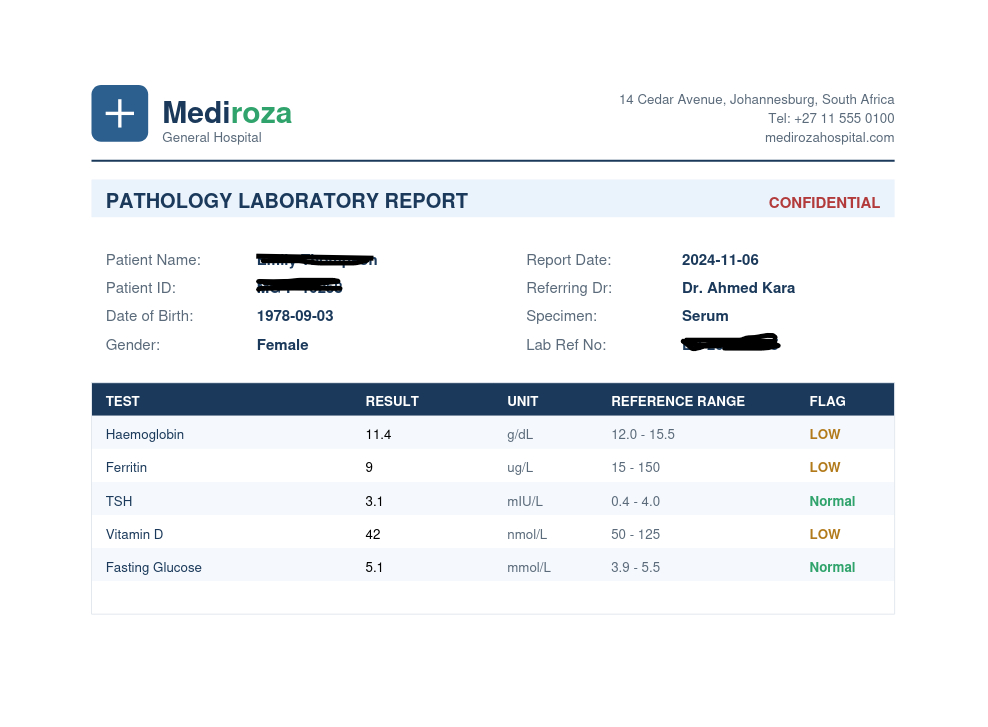 Mediroza
General Hospital
14 Cedar Avenue, Johannesburg, South Africa
Tel: +27 11 555 0100
medirozahospital.com
PATHOLOGY LABORATORY REPORT CONFIDENTIAL
Patient Name: Report Date: 2024-11-06
Patient ID: Referring Dr: Dr. Ahmed Kara
Date of Birth: 1978-09-03 Specimen: Serum
Gender: Female Lab Ref No:
TEST RESULT UNIT REFERENCE RANGE FLAG
Haemoglobin 11.4 g/dL 12.0 - 15.5 LOW
Ferritin 9 ug/L 15 - 150 LOW
TSH 3.1 mIU/L 0.4 - 4.0 Normal
Vitamin D 42 nmol/L 50 - 125 LOW
Fasting Glucose 5.1 mmol/L 3.9 - 5.5 Normal